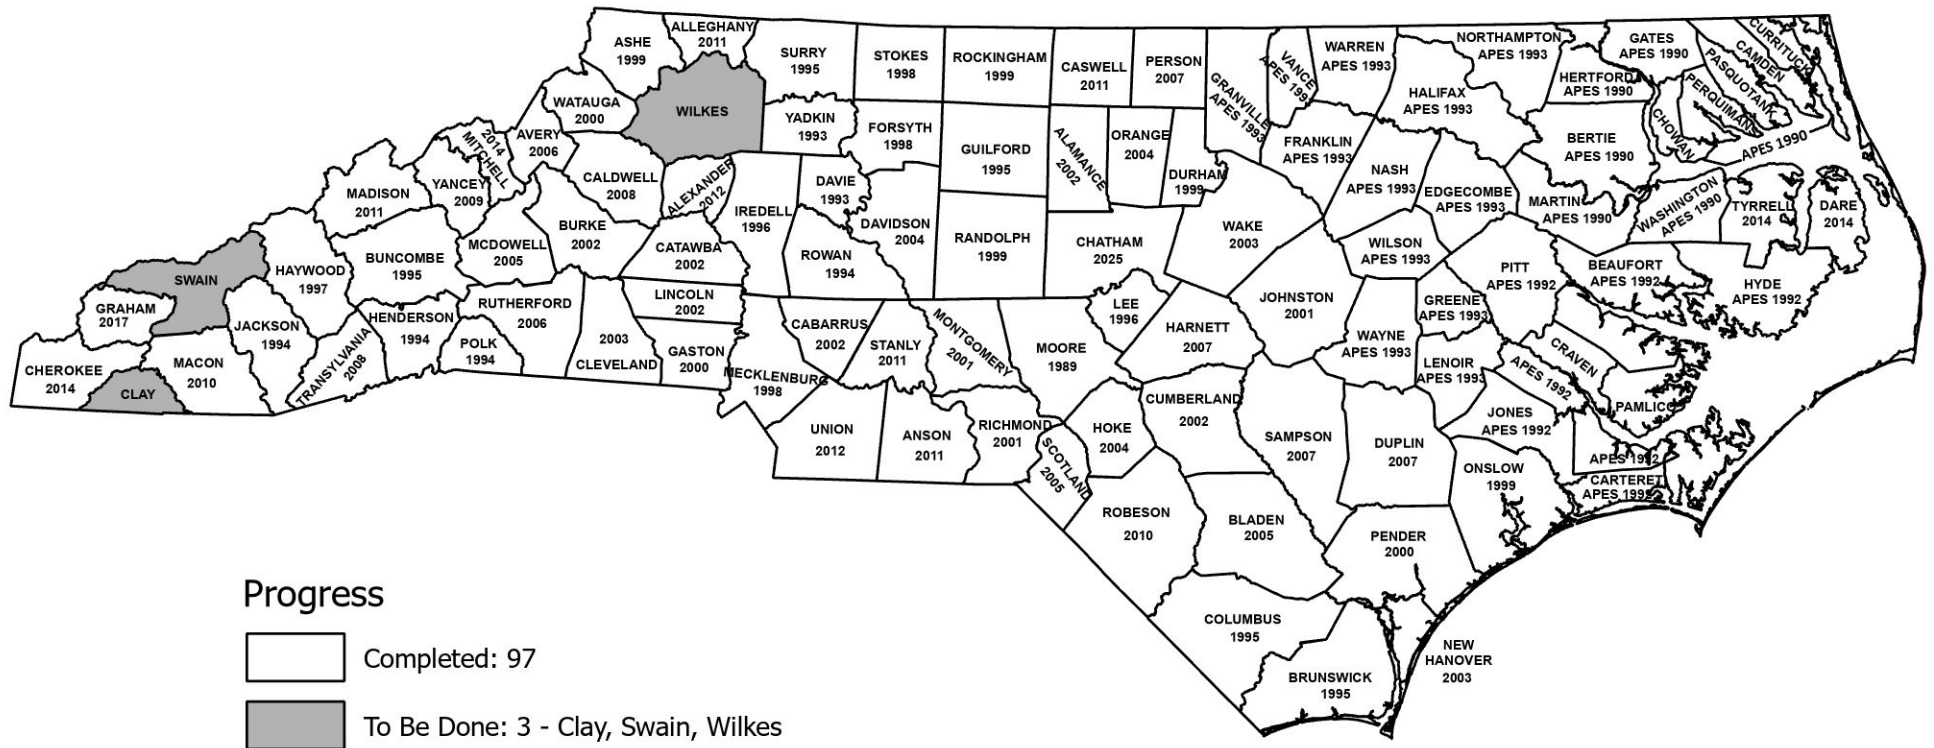 ASHE
1999
ALLEGHANY
2011
SURRY
1995
STOKES
1998
ROCKINGHAM
1999
CASWELL
2011
PERSON
2007
GRANVILLE
APES 1993
VANCE
APES 199
WARREN
APES 1993
NORTHAMPTON
APES 1993
HALIFAX
APES 1993
HERTFORD
APES 1990
GATES
APES 1990
CURRITUCK
CAMDEN
PASQUOTANK
PERQUIMANS
CHOWAN
APES 1990
WATAUGA
2000
WILKES
YADKIN
1993
FORSYTH
1998
GUILFORD
1995
ALAMANCE
2002
ORANGE
2004
DURHAM
1999
FRANKLIN
APES 1993
NASH
APES 1993
EDGECOMBE
APES 1993
BERTIE
APES 1990
MARTIN
APES 1990
WASHINGTON
APES 1990
TYRRELL
2014
DARE
2014
MADISON
2011
YANCEY
2009
2014
MITCHELL
AVERY
2006
CALDWELL
2008
ALEXANDER
2012
IREDELL
1996
DAVIE
1993
DAVIDSON
2004
RANDOLPH
1999
CHATHAM
2025
WAKE
2003
WILSON
APES 1993
PITT
APES 1992
BEAUFORT
APES 1992
HYDE
APES 1992
SWAIN
HAYWOOD
1997
BUNCOMBE
1995
MCDOWELL
2005
BURKE
2002
CATAWBA
2002
ROWAN
1994
GRAHAM
2017
JACKSON
1994
HENDERSON
1994
RUTHERFORD
2006
LINCOLN
2002
CABARRUS
2002
STANLY
2011
MONTGOMERY
2001
MOORE
1989
LEE
1996
HARNETT
2007
JOHNSTON
2001
WAYNE
APES 1993
GREENE
APES 1993
LENOIR
APES 1993
CRAVEN
APES 1992
PAMLICO
CHEROKEE
2014
CLAY
MACON
2010
TRANSYLVANIA
2008
POLK
1994
2003
CLEVELAND
GASTON
2000
MECKLENBURG
1998
UNION
2012
ANSON
2011
RICHMOND
2001
SCOTLAND
2005
HOKE
2004
CUMBERLAND
2002
SAMPSON
2007
DUPLIN
2007
JONES
APES 1992
ONSLOW
1999
APES 1992
CARTERET
APES 1992
ROBESON
2010
BLADEN
2005
PENDER
2000
COLUMBUS
1995
BRUNSWICK
1995
NEW
HANOVER
2003
Progress
Completed: 97
To Be Done: 3 - Clay, Swain, Wilkes